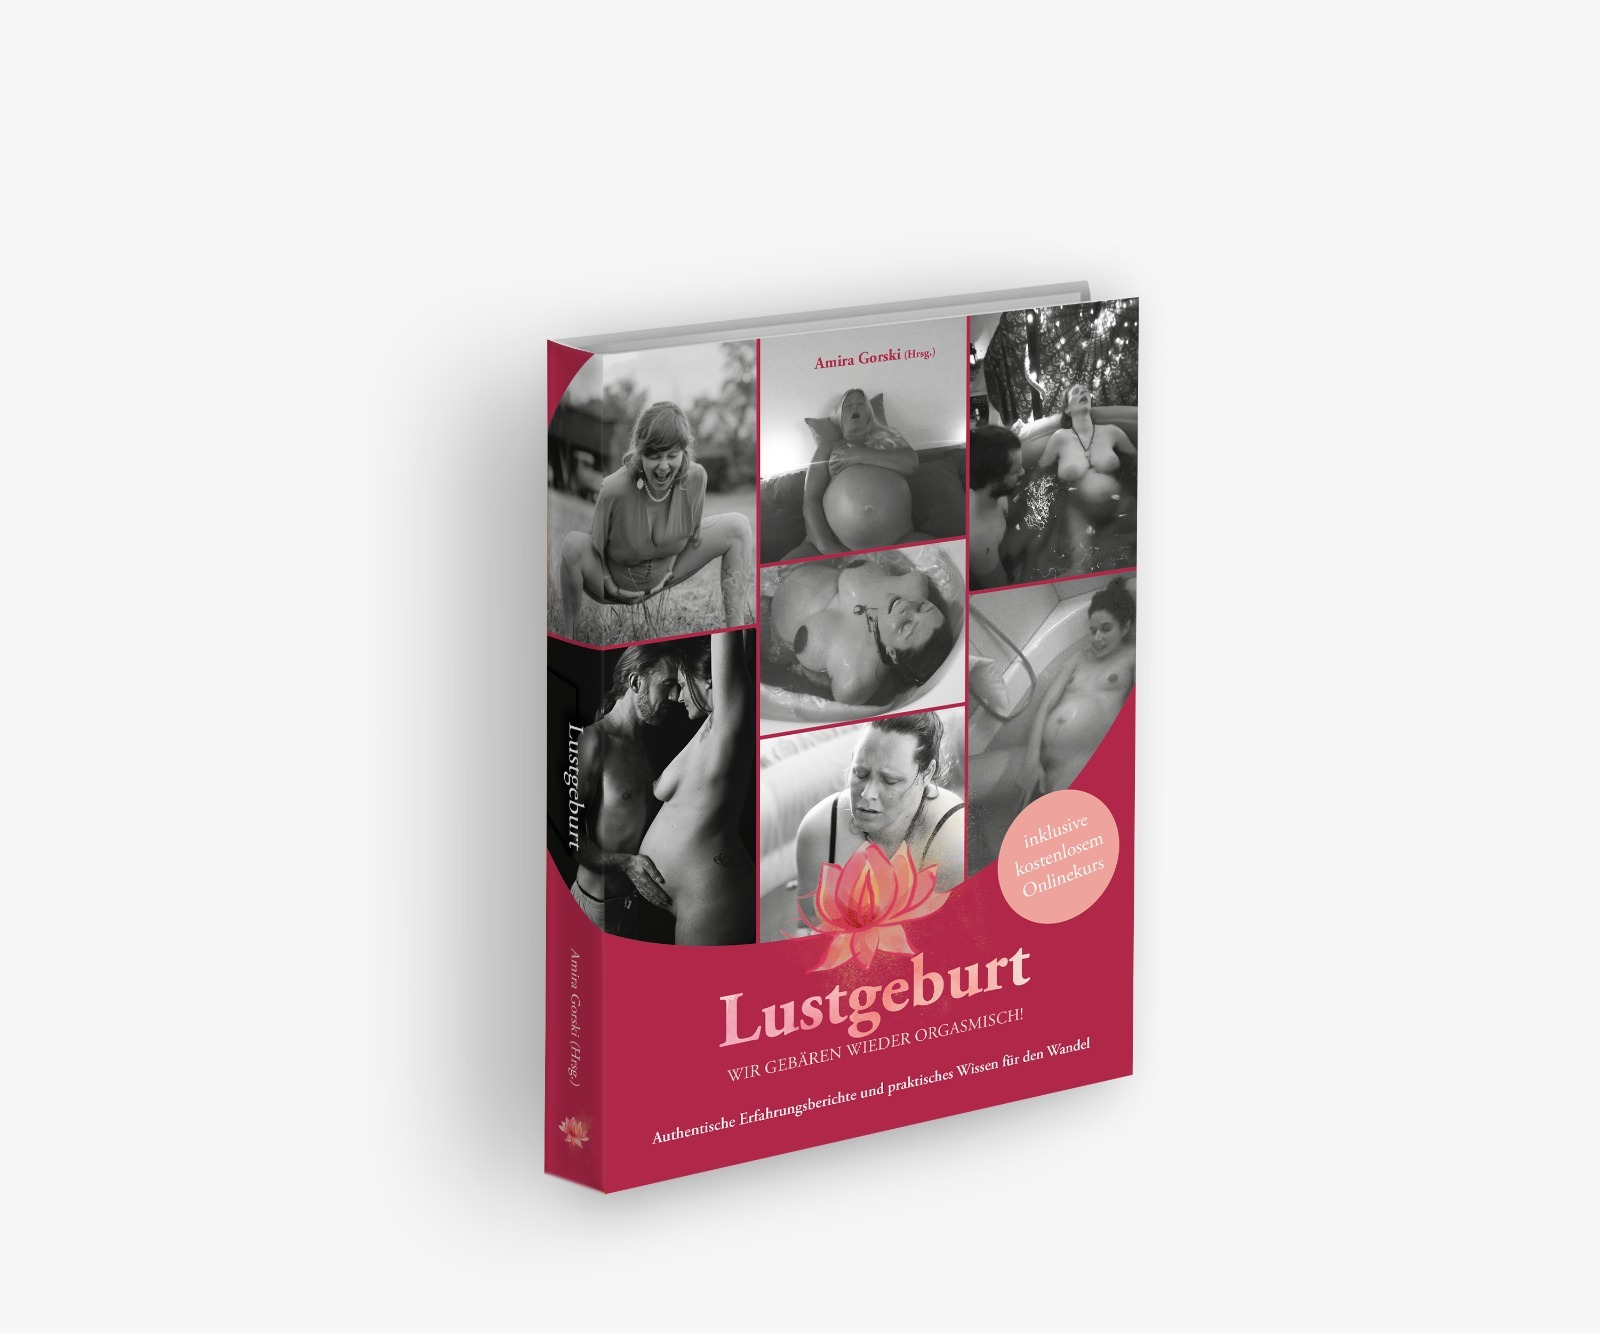 Amira Gorski (Hrsg.)
inklusive
kostenlosem
Onlinekurs
Lustgeburt
WIR GEBÄREN WIEDER ORGASMISCH!
Authentische Erfahrungsberichte und praktisches Wissen für den Wandel
Lustgeburt
Amira Gorski (Hrsg.)